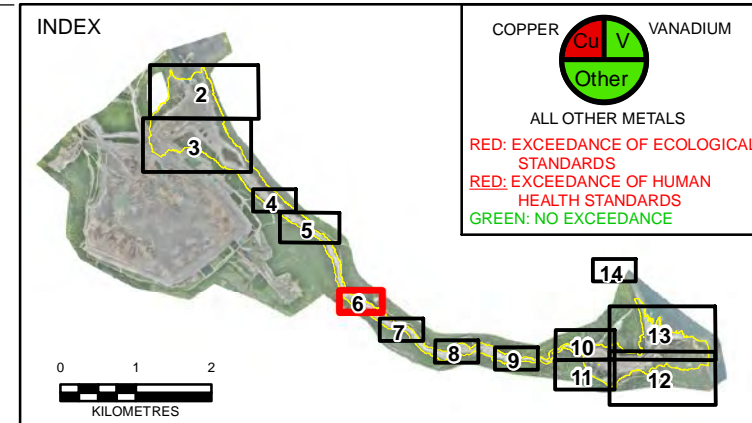 INDEX
COPPER
VANADIUM
Cu
V
Other
ALL OTHER METALS
RED: EXCEEDANCE OF ECOLOGICAL
STANDARDS
RED: EXCEEDANCE OF HUMAN
HEALTH STANDARDS
GREEN: NO EXCEEDANCE
2
3
4
5
6
7
8
9
10
11
12
13
14
0 1 2
KILOMETRES